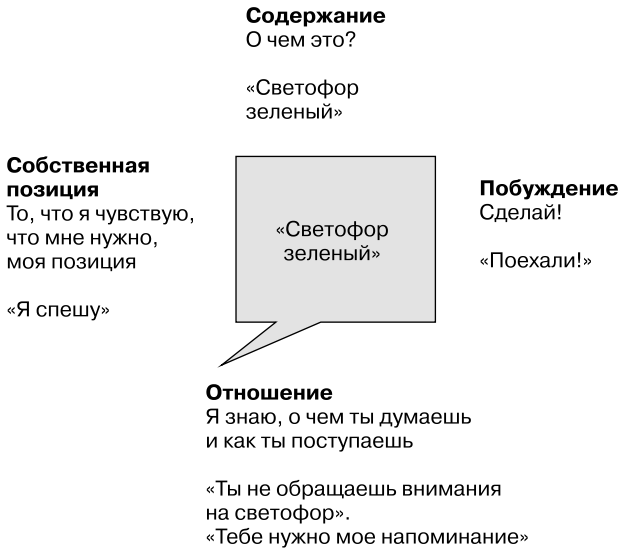 Содержание
О чем это?
«Светофор
зеленый»
Собственная
позиция
То, что я чувствую,
что мне нужно,
моя позиция
«Я спешу»
«Светофор
зеленый»
Побуждение
Сделай!
«Поехали!»
Отношение
Я знаю, о чем ты думаешь
и как ты поступаешь
«Ты не обращаешь внимания
на светофор».
«Тебе нужно мое напоминание»